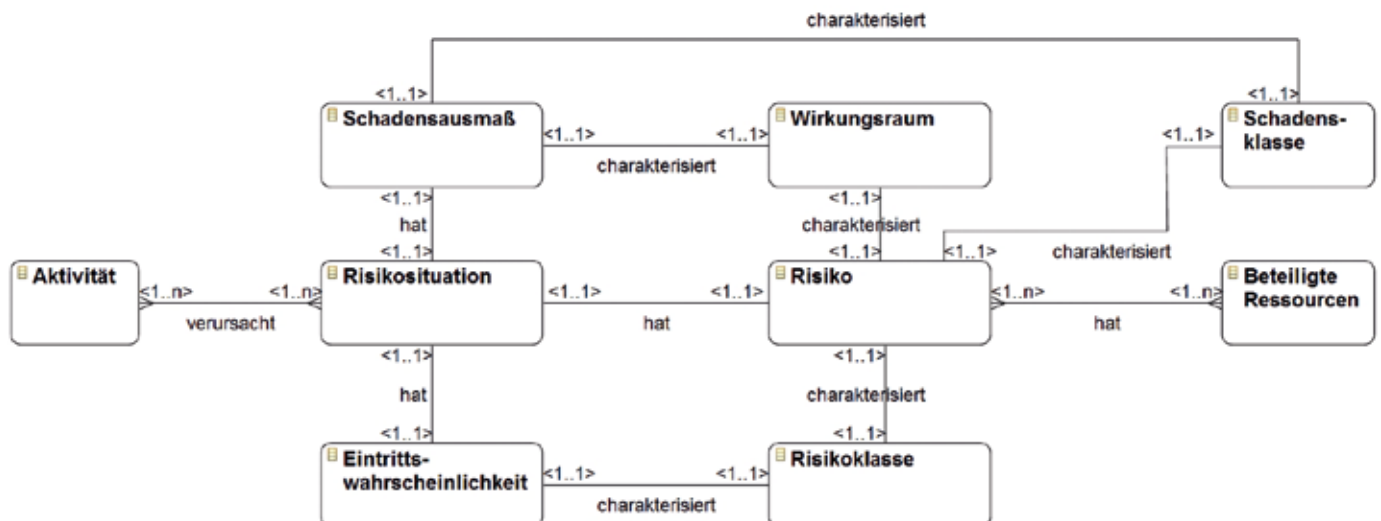 charakterisiert
<1..1>
<1..1>
Schadensausmaß
Wirkungsraum
Schadens-
klasse
<1..1>
<1..1>
<1..1>
charakterisiert
<1..1>
<1..1>
hat
charakterisiert
<1..1>
<1..1>
<1..1>
charakterisiert
Aktivität
Risikosituation
Risiko
Beteiligte
Ressourcen
<1..n>
<1..n>
<1..1>
<1..1>
<1..n>
<1..n>
verursacht
hat
hat
<1..1>
<1..1>
hat
charakterisiert
<1..1>
<1..1>
Eintritts-
wahrscheinlichkeit
Risikoklasse
<1..1>
<1..1>
charakterisiert